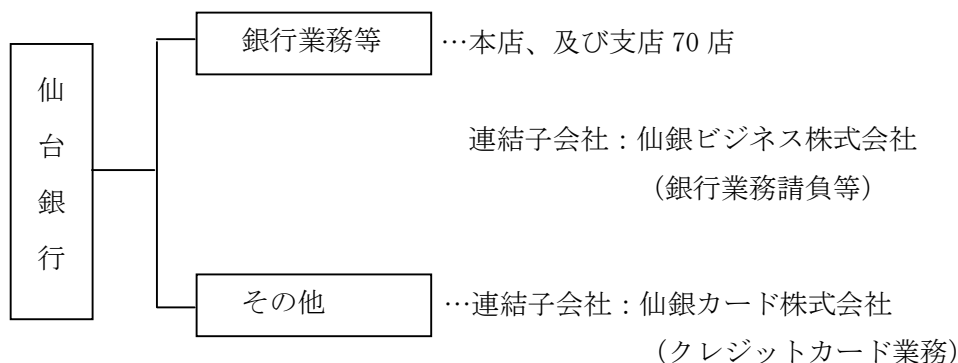 仙台銀行
銀行業務等 …本店、及び支店 70 店
連結子会社：仙銀ビジネス株式会社
（銀行業務請負等）
その他 …連結子会社：仙銀カード株式会社
（クレジットカード業務）